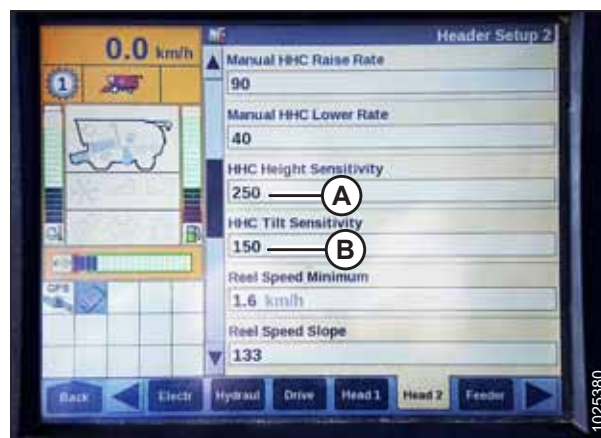 0.0 km/h
Header Setup 2
1
Manual HHC Raise Rate
90
Manual HHC Lower Rate
40
HHC Height Sensitivity
250
A
HHC Tilt Sensitivity
150
B
Reel Speed Minimum
1.6 km/h
Reel Speed Slope
133
GPS
Back
Electr
Hydraul
Drive
Head 1
Head 2
Feeder
1025380